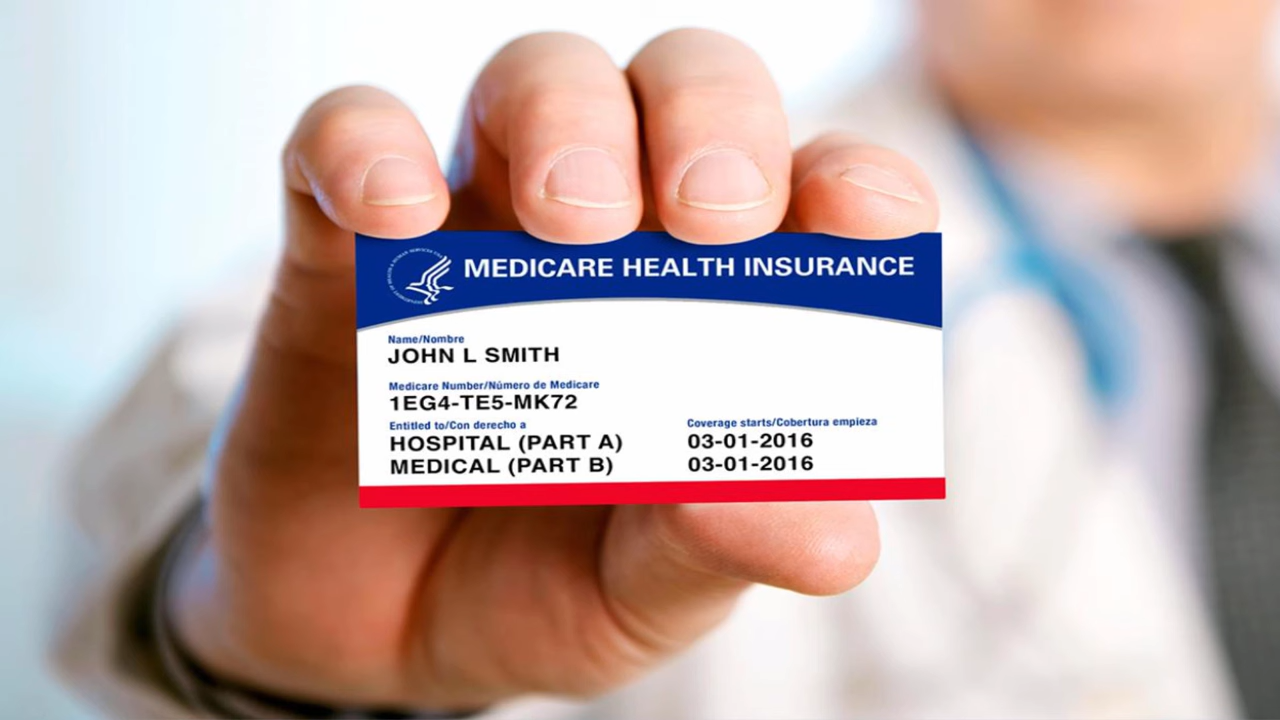 MEDICARE HEALTH INSURANCE
Name/Nombre
JOHN L SMITH
Medicare Number/Número de Medicare
1EG4-TE5-MK72
Entitled to/Con derecho a
HOSPITAL (PART A)
MEDICAL (PART B)
Coverage starts/Cobertura empieza
03-01-2016
03-01-2016